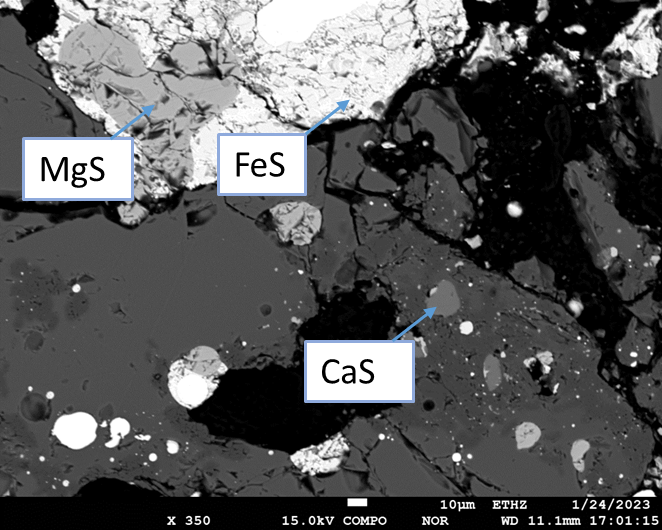 MgS
FeS
CaS
10µm ETHZ 1/24/2023
X 350 15.0kV COMPO NOR WD 11.1mm 17:01:15